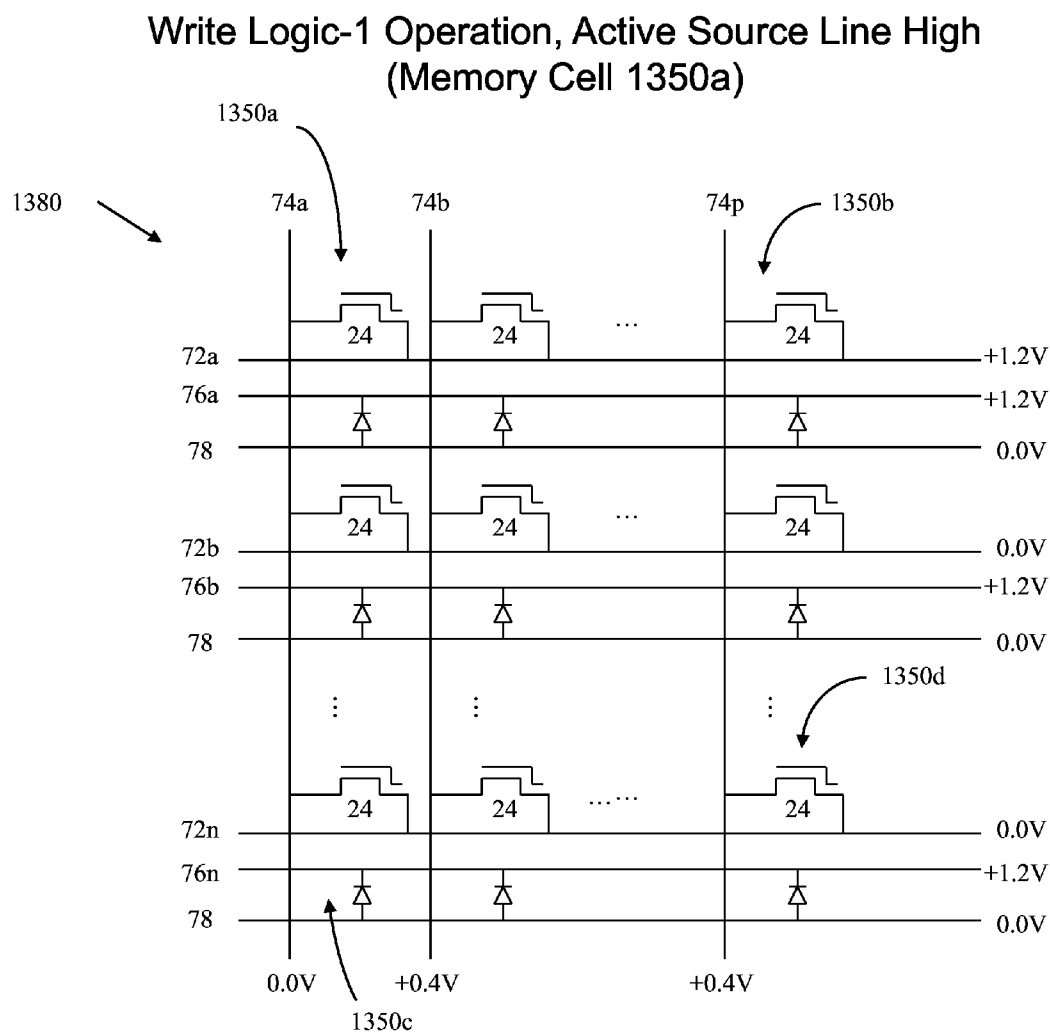 Write Logic-1 Operation, Active Source Line High
(Memory Cell 1350a)
1350a
1380
74a 74b 74p 1350b
24 24 ... 24
72a +1.2V
76a +1.2V
78 0.0V
24 24 ... 24
72b 0.0V
76b +1.2V
78 0.0V
1350d
... ... ...
24 24 ...... 24
72n 0.0V
76n +1.2V
78 0.0V
0.0V +0.4V +0.4V
1350c